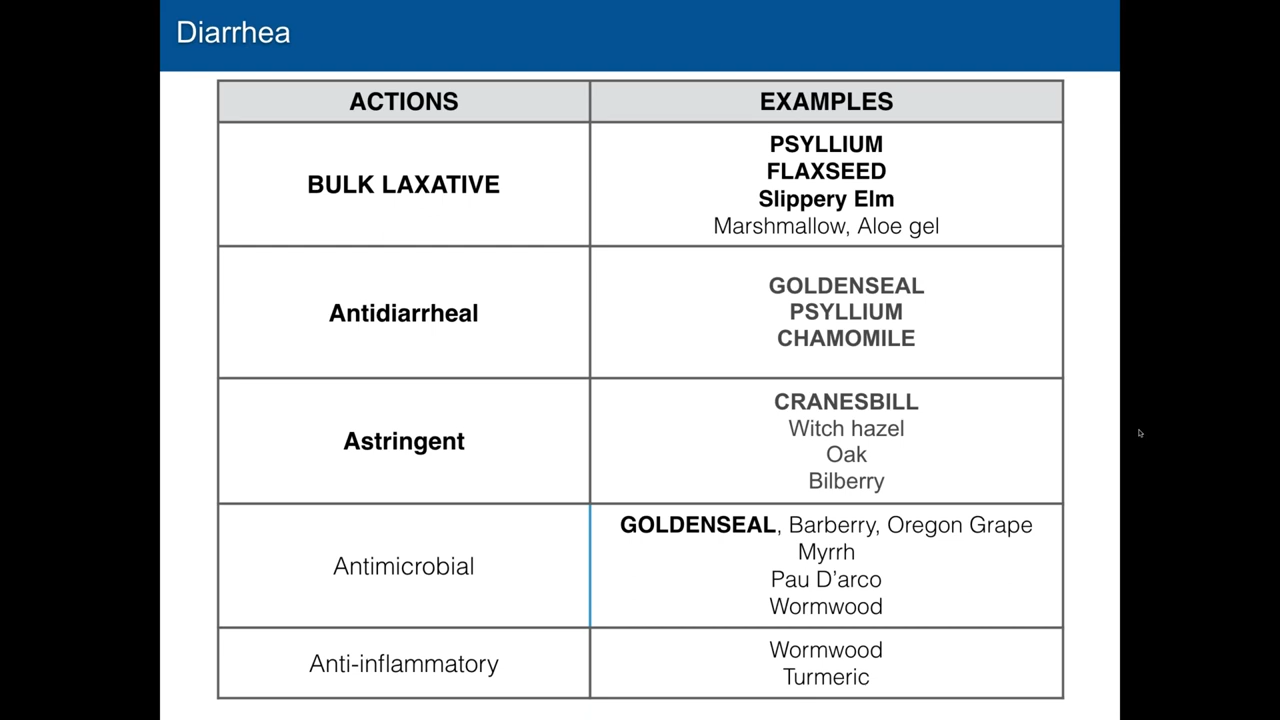 Diarrhea
ACTIONS
EXAMPLES
BULK LAXATIVE
PSYLLIUM
FLAXSEED
Slippery Elm
Marshmallow, Aloe gel
Antidiarrheal
GOLDENSEAL
PSYLLIUM
CHAMOMILE
Astringent
CRANESBILL
Witch hazel
Oak
Bilberry
Antimicrobial
GOLDENSEAL, Barberry, Oregon Grape
Myrrh
Pau D’arco
Wormwood
Anti-inflammatory
Wormwood
Turmeric